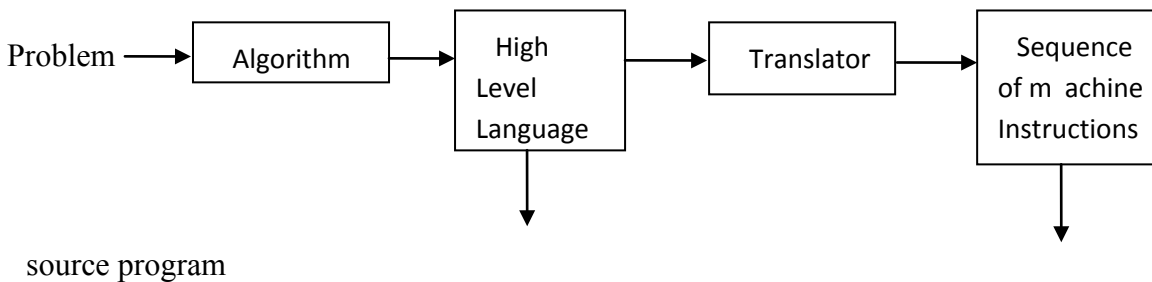 Problem
Algorithm
High
Level
Language
Translator
Sequence
of m achine
Instructions
source program